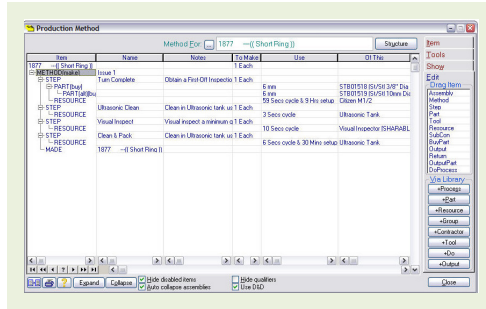 Production Method
Method For: ... 1877 --(( Short Ring )) Structure
Item
Tools
Show
Edit
Item Name Notes To Make Use Of This
1877 --(( Short Ring )) 1 Each
METHOD(make) Issue 1
STEP Turn Complete Obtain a First-Off Inspectio 1 Each
PART(buy) 6 mm STB01518 (St/Stl 3/8" Dia
PART(alt)bu 6 mm STB01519 (St/Stl 10mm Dia
RESOURCE 59 Secs cycle & 9 Hrs setup Citizen M1/2
STEP Ultrasonic Clean Clean in Ultrasonic tank us 1 Each
RESOURCE 3 Secs cycle Ultrasonic Tank
STEP Visual Inspect Visual inspect a minimum q 1 Each
RESOURCE 10 Secs cycle Visual Inspector [SHARABL
STEP Clean & Pack Clean in Ultrasonic tank us 1 Each
RESOURCE 6 Secs cycle & 30 Mins setup Ultrasonic Tank
MADE 1877 --(( Short Ring ))
Drag Item
Assembly
Method
Step
Part
Tool
Resource
SubCon
BuyPart
Output
Return
OutputPart
DoProcess
Via Library
+Process
+Part
+Resource
+Group
+Contractor
+Tool
+Do
+Output
Expand Collapse Hide disabled items Hide qualifiers
Auto collapse assemblies Use D&D
Close